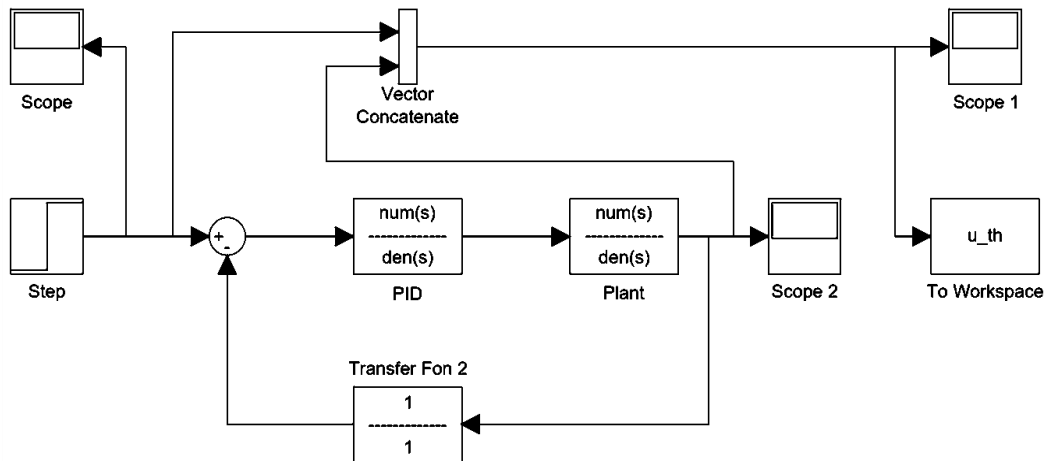 Scope
Vector
Concatenate
Scope 1
+
-
num(s)
den(s)
num(s)
den(s)
u_th
Step
PID
Plant
Scope 2
To Workspace
Transfer Fon 2
1
1